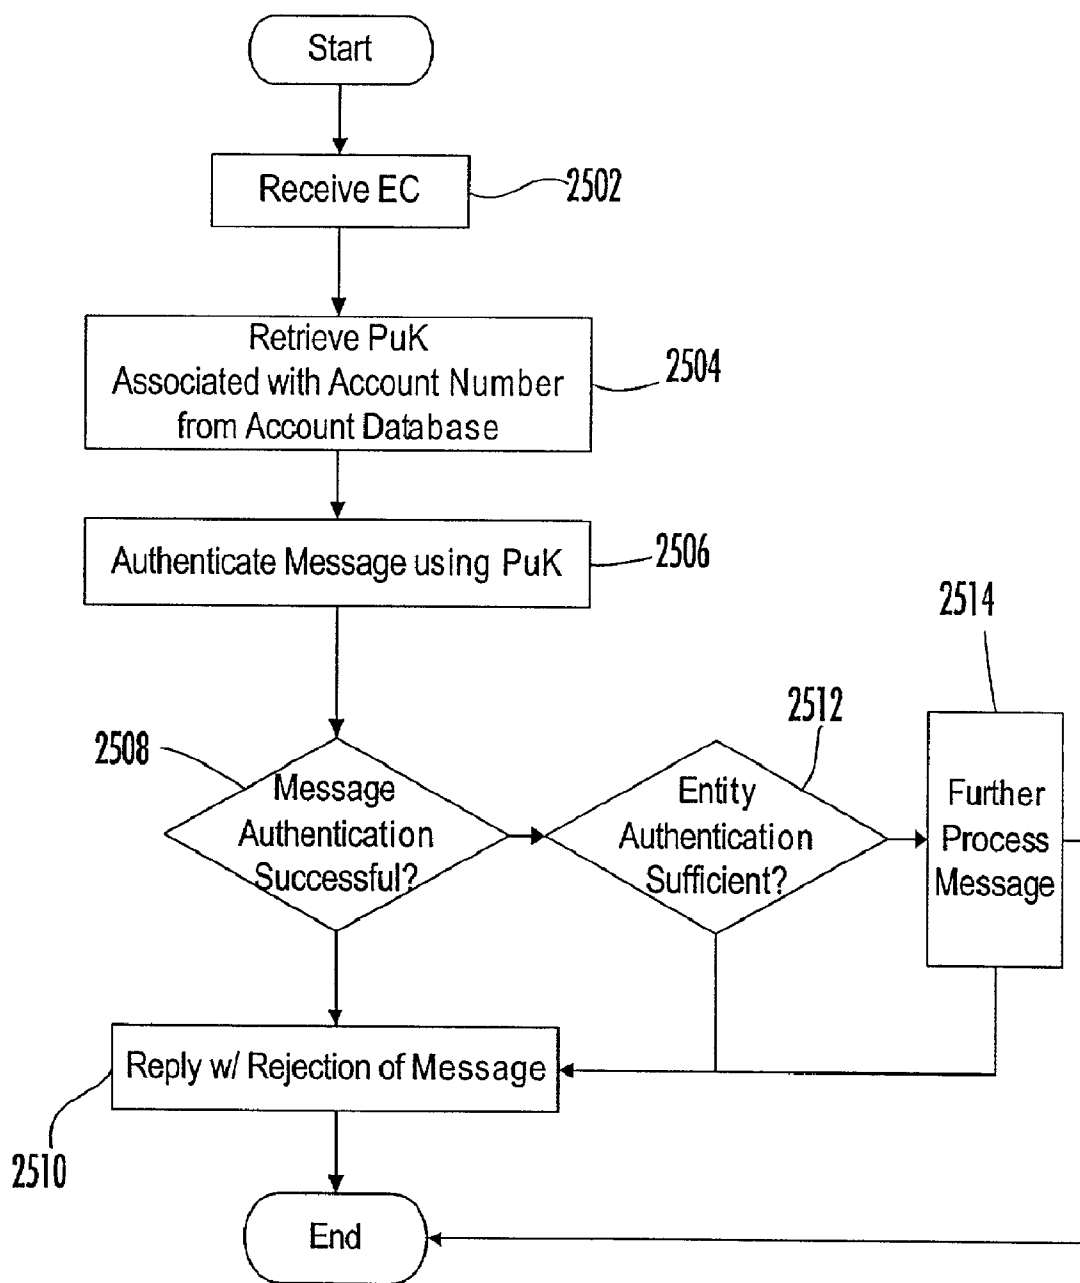 Start
Receive EC
2502
Retrieve PuK
Associated with Account Number
from Account Database
2504
Authenticate Message using PuK
2506
2514
2512
2508
Message
Authentication
Successful?
Entity
Authentication
Sufficient?
Further
Process
Message
Reply w/ Rejection of Message
2510
End